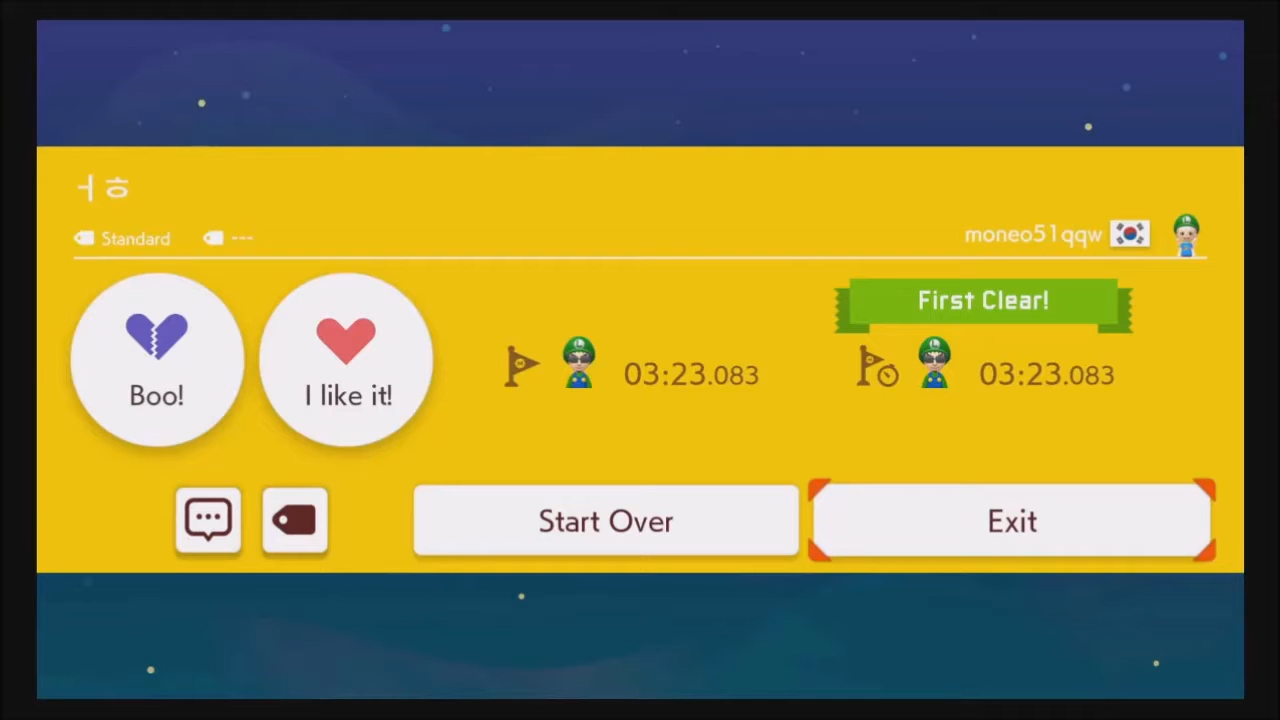 ㅓㅎ
Standard
---
moneo51qqw
First Clear!
Boo!
I like it!
03:23.083
03:23.083
Start Over
Exit